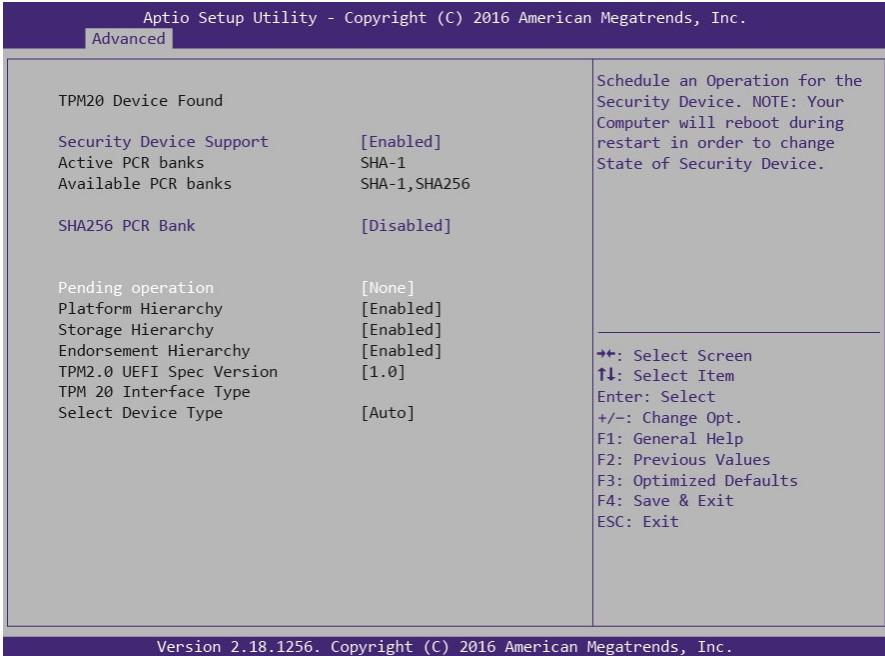 Aptio Setup Utility - Copyright (C) 2016 American Megatrends, Inc.
Advanced
TPM20 Device Found
Security Device Support [Enabled]
Active PCR banks SHA-1
Available PCR banks SHA-1,SHA256
SHA256 PCR Bank [Disabled]
Pending operation [None]
Platform Hierarchy [Enabled]
Storage Hierarchy [Enabled]
Endorsement Hierarchy [Enabled]
TPM2.0 UEFI Spec Version [1.0]
TPM 20 Interface Type
Select Device Type [Auto]
Schedule an Operation for the
Security Device. NOTE: Your
Computer will reboot during
restart in order to change
State of Security Device.
→←: Select Screen
↑↓: Select Item
Enter: Select
+/-: Change Opt.
F1: General Help
F2: Previous Values
F3: Optimized Defaults
F4: Save & Exit
ESC: Exit
Version 2.18.1256. Copyright (C) 2016 American Megatrends, Inc.